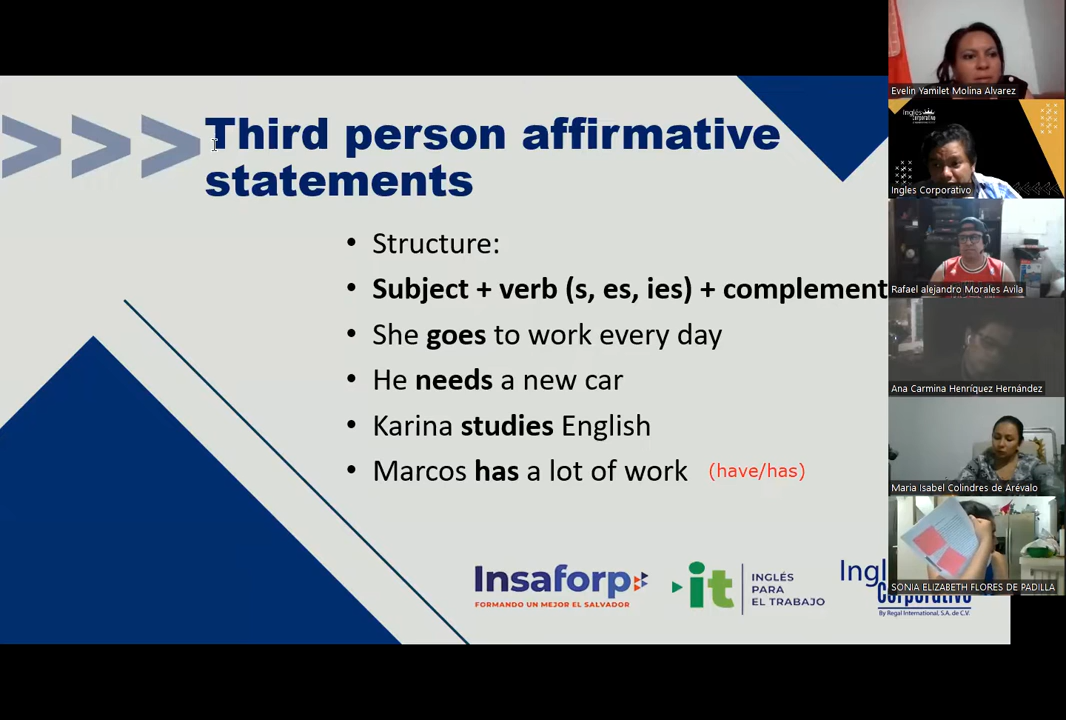 >>> Third person affirmative
statements
• Structure:
• Subject + verb (s, es, ies) + complement
• She goes to work every day
• He needs a new car
• Karina studies English
• Marcos has a lot of work (have/has)
Insaforp
FORMANDO UN MEJOR EL SALVADOR
it
INGLÉS
PARA
EL TRABAJO
Ingl
Corporativo
By Regal International, S.A. de C.V.
Evelin Yamilet Molina Alvarez
Inglés
Corporativo
Ingles Corporativo
Rafael alejandro Morales Avila
Ana Carmina Henríquez Hernández
Maria Isabel Colindres de Arévalo
SONIA ELIZABETH FLORES DE PADILLA